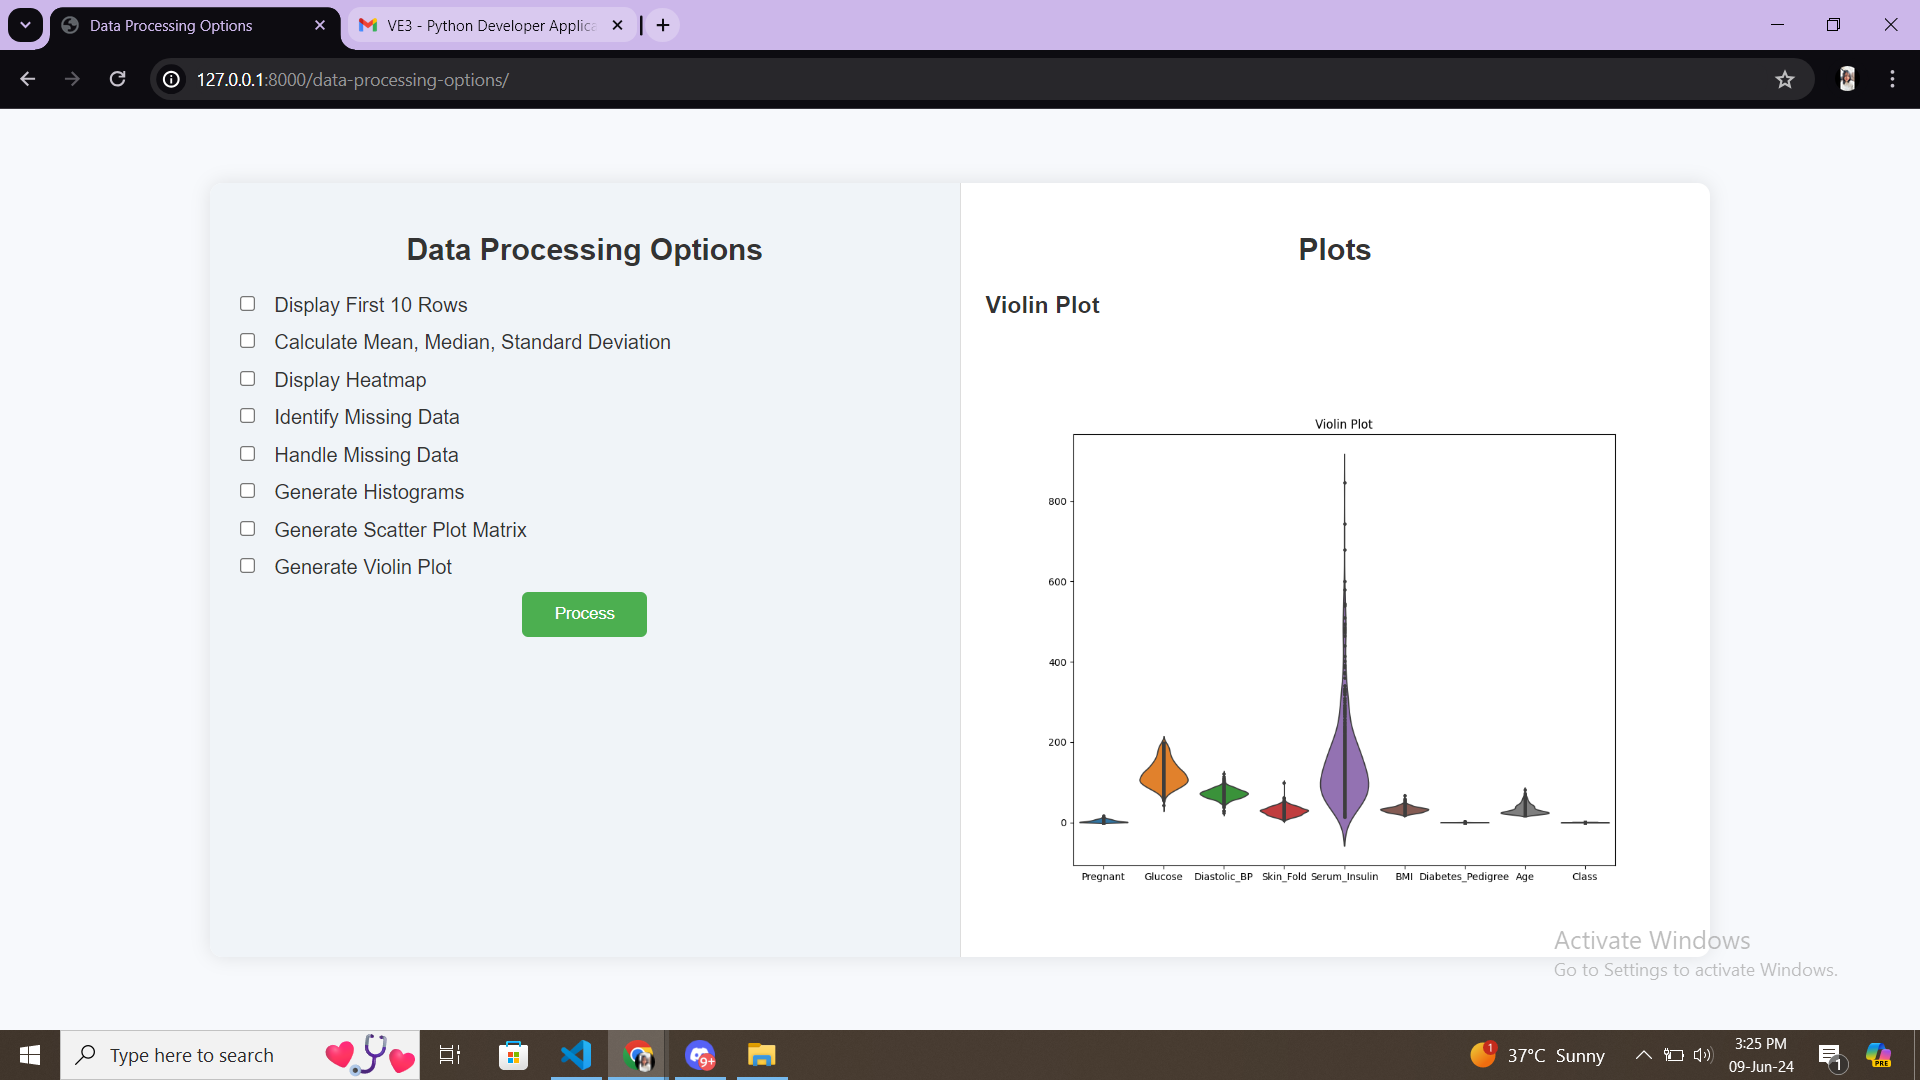 Data Processing Options
VE3 - Python Developer Applica
127.0.0.1:8000/data-processing-options/
Data Processing Options
Display First 10 Rows
Calculate Mean, Median, Standard Deviation
Display Heatmap
Identify Missing Data
Handle Missing Data
Generate Histograms
Generate Scatter Plot Matrix
Generate Violin Plot
Process
Plots
Violin Plot
Violin Plot
800
600
400
200
0
Pregnant Glucose Diastolic_BP Skin_Fold Serum_Insulin BMI Diabetes_Pedigree Age Class
Activate Windows
Go to Settings to activate Windows.
Type here to search
9+
1
37°C Sunny
3:25 PM
09-Jun-24
1
PRE